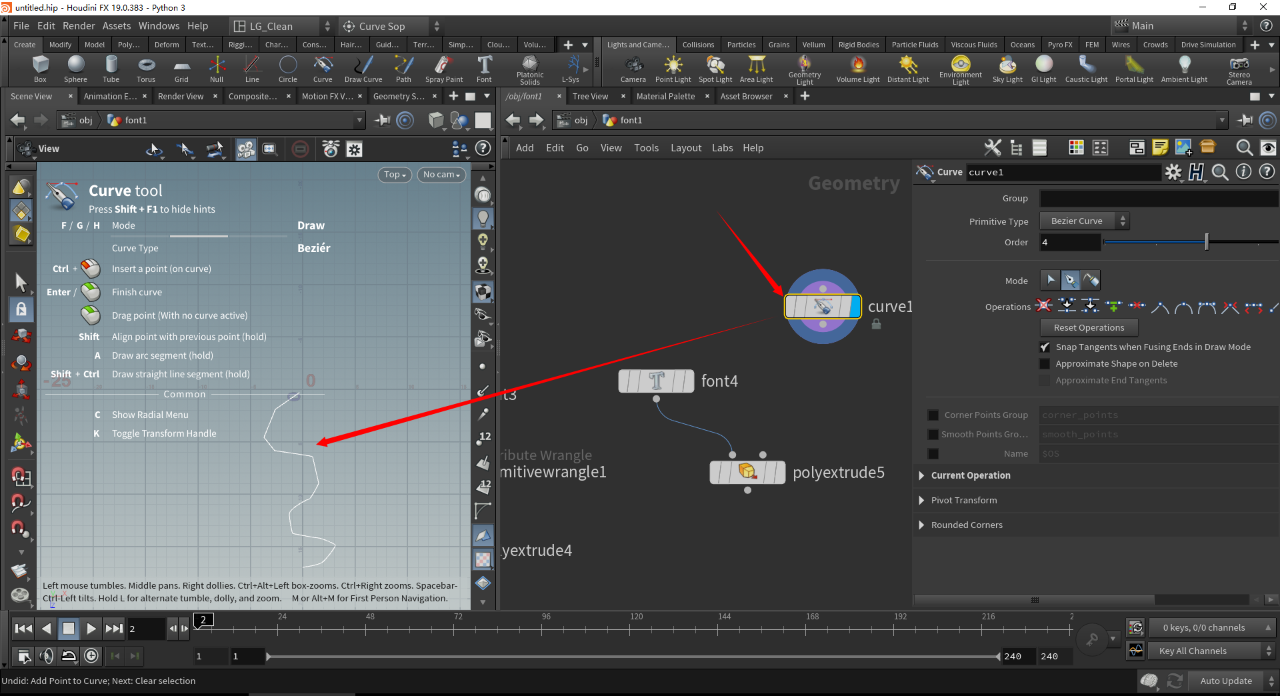 untitled.hip - Houdini FX 19.0.383 - Python 3
File Edit Render Assets Windows Help LG_Clean Curve Sop Main
Create Modify Model Poly... Deform Text... Riggi... Char... Cons... Hair... Guid... Terr... Simp... Clou... Volu...
Lights and Came... Collisions Particles Grains Vellum Rigid Bodies Particle Fluids Viscous Fluids Oceans Pyro FX FEM Wires Crowds Drive Simulation
Box Sphere Tube Torus Grid Null Line Circle Curve Draw Curve Path Spray Paint Font Platonic Solids L-Sys
Camera Point Light Spot Light Area Light Geometry Light Volume Light Distant Light Environment Light Sky Light GI Light Caustic Light Portal Light Ambient Light Stereo Camera
Scene View Animation E... Render View Composite... Motion FX V... Geometry S...
/obj/font1 Tree View Material Palette Asset Browser
obj font1
obj font1
View
Add Edit Go View Tools Layout Labs Help
Top No cam
Curve tool
Press Shift + F1 to hide hints
F / G / H Mode Draw
Curve Type Beziér
Ctrl + Insert a point (on curve)
Enter / Finish curve
Drag point (With no curve active)
Shift Align point with previous point (hold)
A Draw arc segment (hold)
Shift + Ctrl Draw straight line segment (hold)
-25 0
Common
C Show Radial Menu
K Toggle Transform Handle
Left mouse tumbles. Middle pans. Right dollies. Ctrl+Alt+Left box-zooms. Ctrl+Right zooms. Spacebar-
Ctrl-Left tilts. Hold L for alternate tumble, dolly, and zoom. M or Alt+M for First Person Navigation.
12
12
Geometry
curve1
font4
t3
ribute Wrangle
mitivewrangle1
polyextrude5
yextrude4
Curve curve1
Group
Primitive Type Bezier Curve
Order 4
Mode
Operations
Reset Operations
Snap Tangents when Fusing Ends in Draw Mode
Approximate Shape on Delete
Approximate End Tangents
Corner Points Group corner_points
Smooth Points Gro... smooth_points
Name $OS
Current Operation
Pivot Transform
Rounded Corners
2 2 24 48 72 96 120 144 168 192 216 2
0 keys, 0/0 channels
1 1 240 240
Key All Channels
Undid: Add Point to Curve; Next: Clear selection
Auto Update